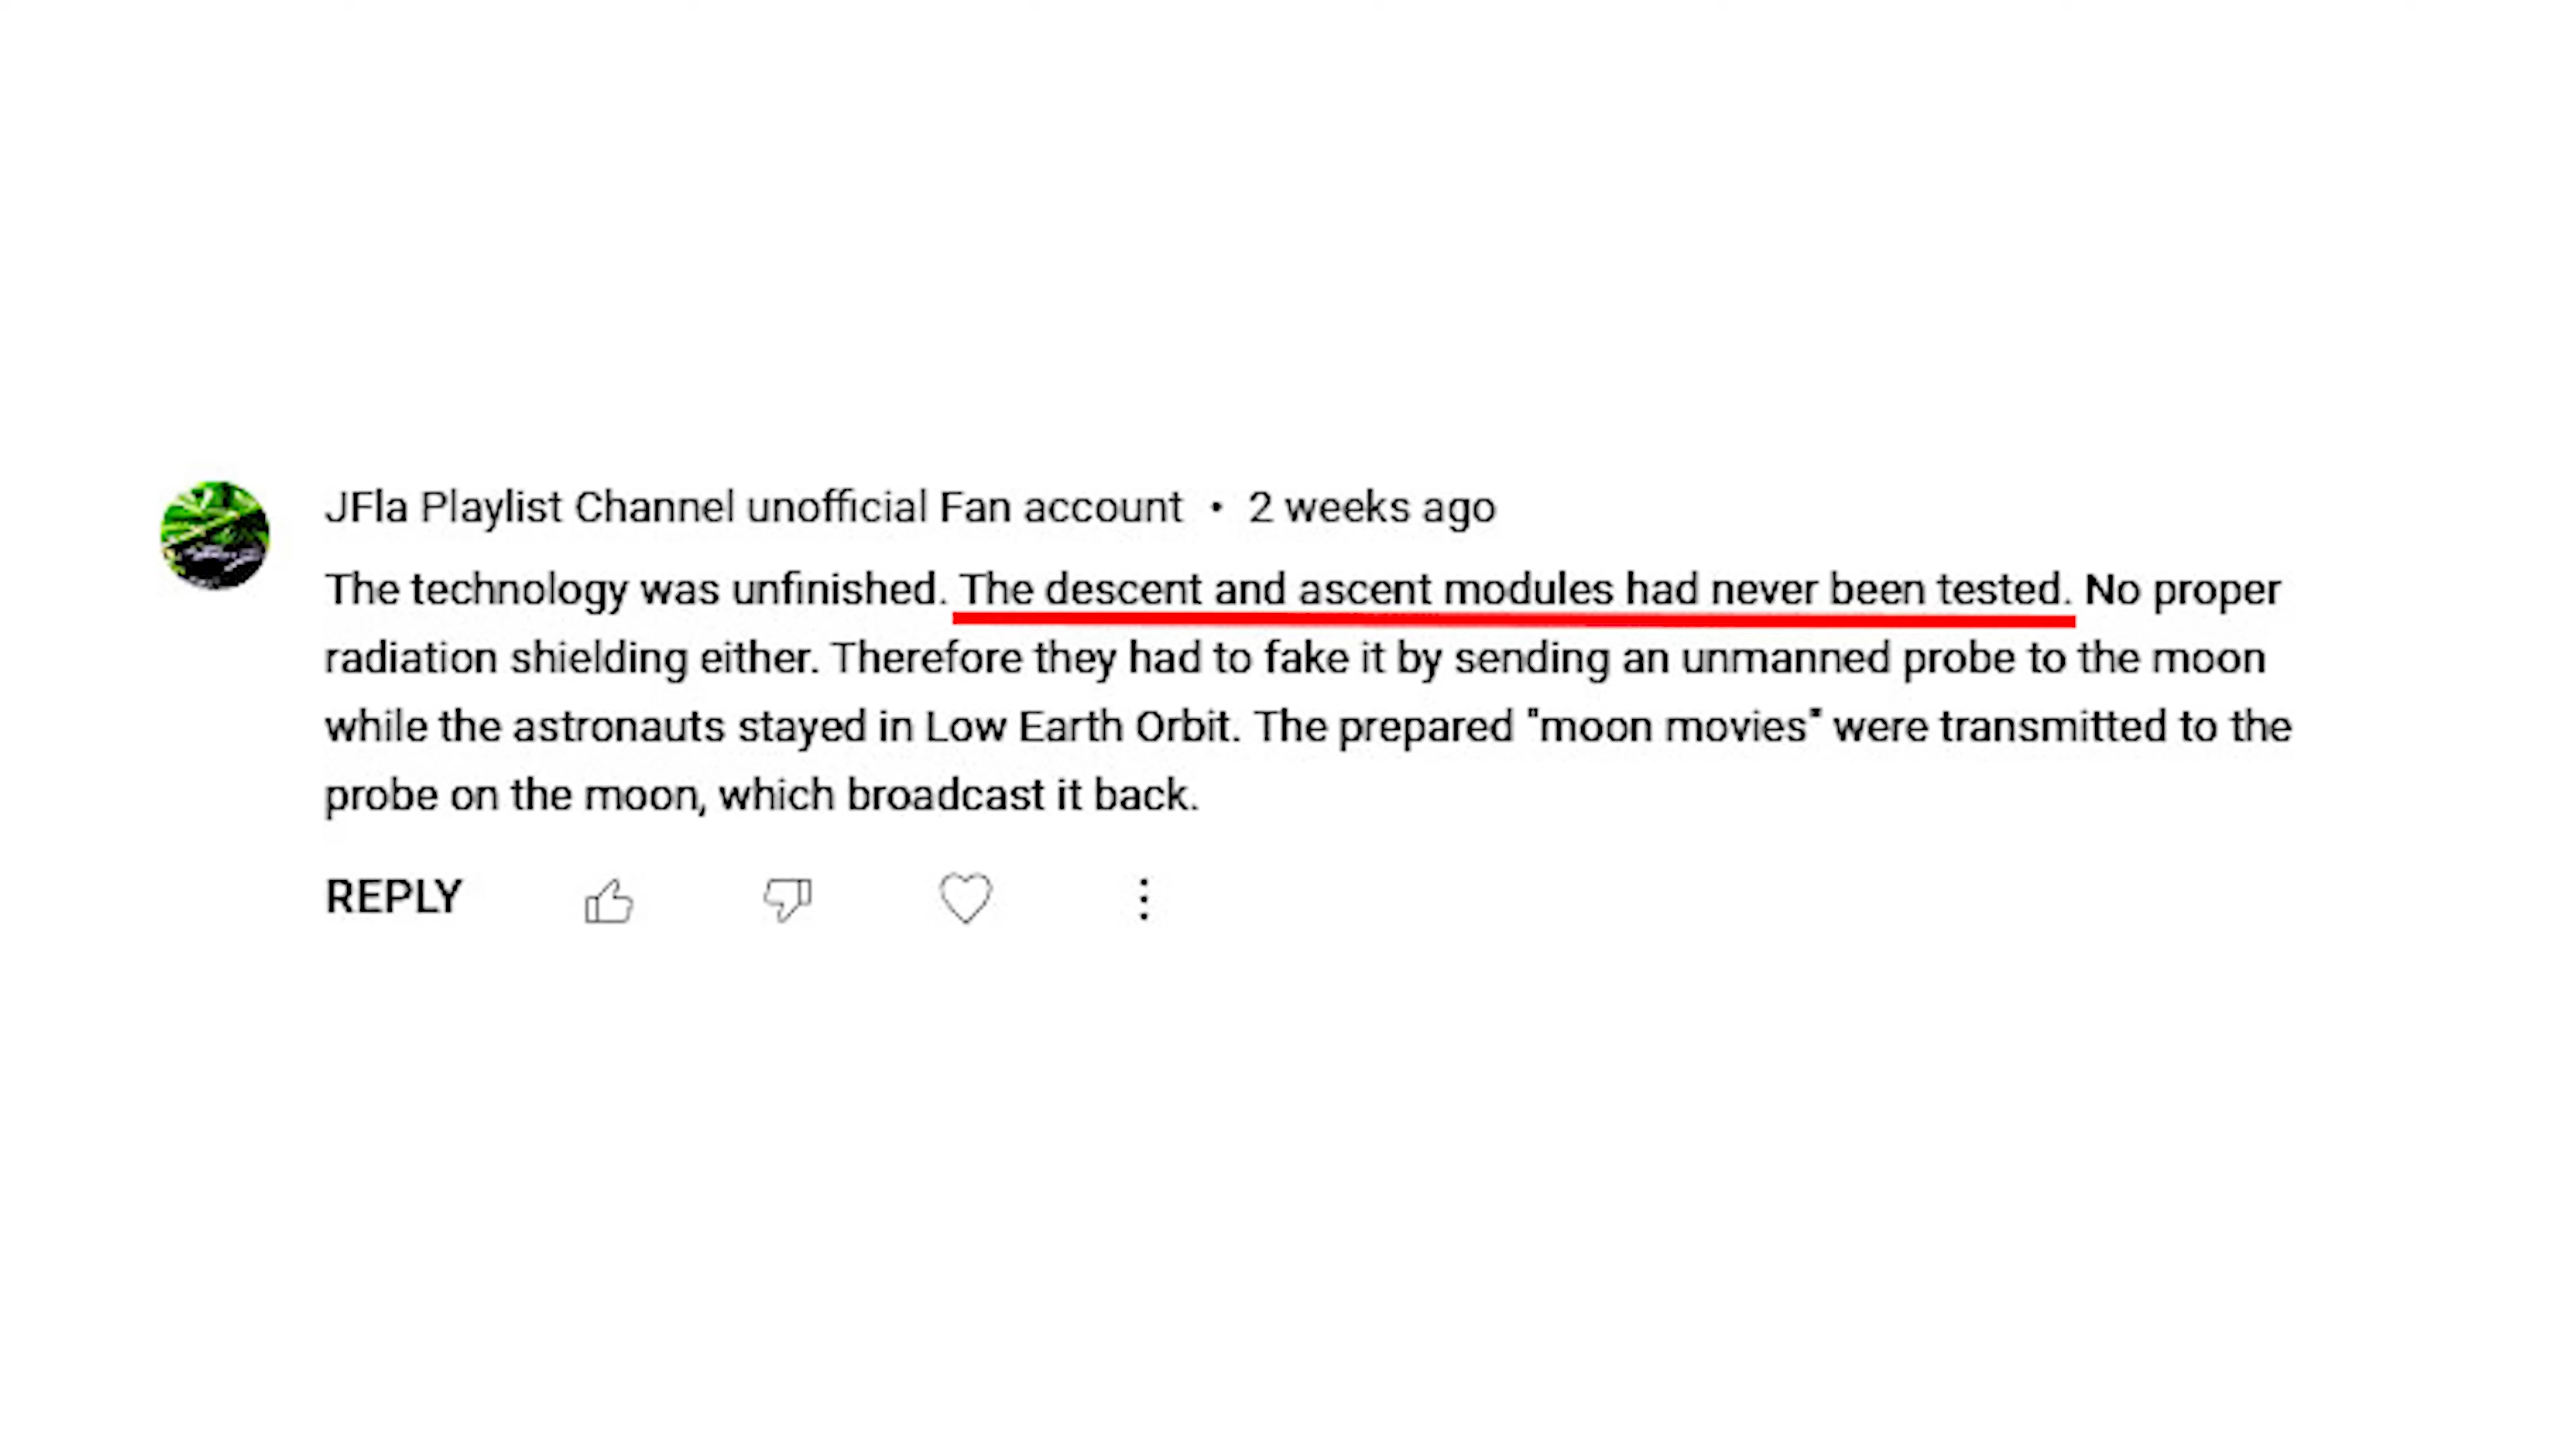 JFla Playlist Channel unofficial Fan account • 2 weeks ago
The technology was unfinished. The descent and ascent modules had never been tested. No proper
radiation shielding either. Therefore they had to fake it by sending an unmanned probe to the moon
while the astronauts stayed in Low Earth Orbit. The prepared "moon movies" were transmitted to the
probe on the moon, which broadcast it back.
REPLY